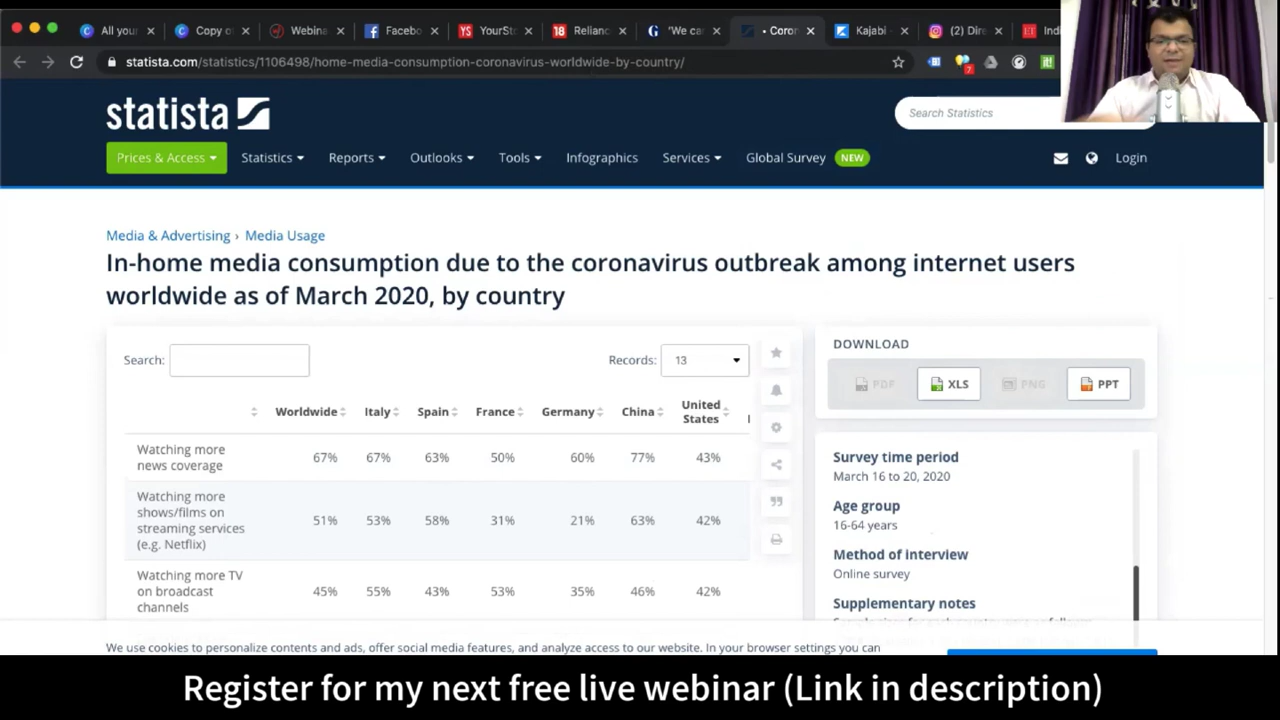 All your
Copy of
Webinar
Facebo
YourSt
Relianc
"We ca
• Coror
Kajabi -
(2) Dire
Indi
statista.com/statistics/1106498/home-media-consumption-coronavirus-worldwide-by-country/
statista
Search Statistics
Prices & Access
Statistics
Reports
Outlooks
Tools
Infographics
Services
Global Survey
NEW
Login
Media & Advertising › Media Usage
In-home media consumption due to the coronavirus outbreak among internet users
worldwide as of March 2020, by country
Search:
Records: 13
Worldwide Italy Spain France Germany China United States
Watching more news coverage 67% 67% 63% 50% 60% 77% 43%
Watching more shows/films on streaming services (e.g. Netflix) 51% 53% 58% 31% 21% 63% 42%
Watching more TV on broadcast channels 45% 55% 43% 53% 35% 46% 42%
DOWNLOAD
PDF XLS PNG PPT
Survey time period
March 16 to 20, 2020
Age group
16-64 years
Method of interview
Online survey
Supplementary notes
We use cookies to personalize contents and ads, offer social media features, and analyze access to our website. In your browser settings you can
Register for my next free live webinar (Link in description)